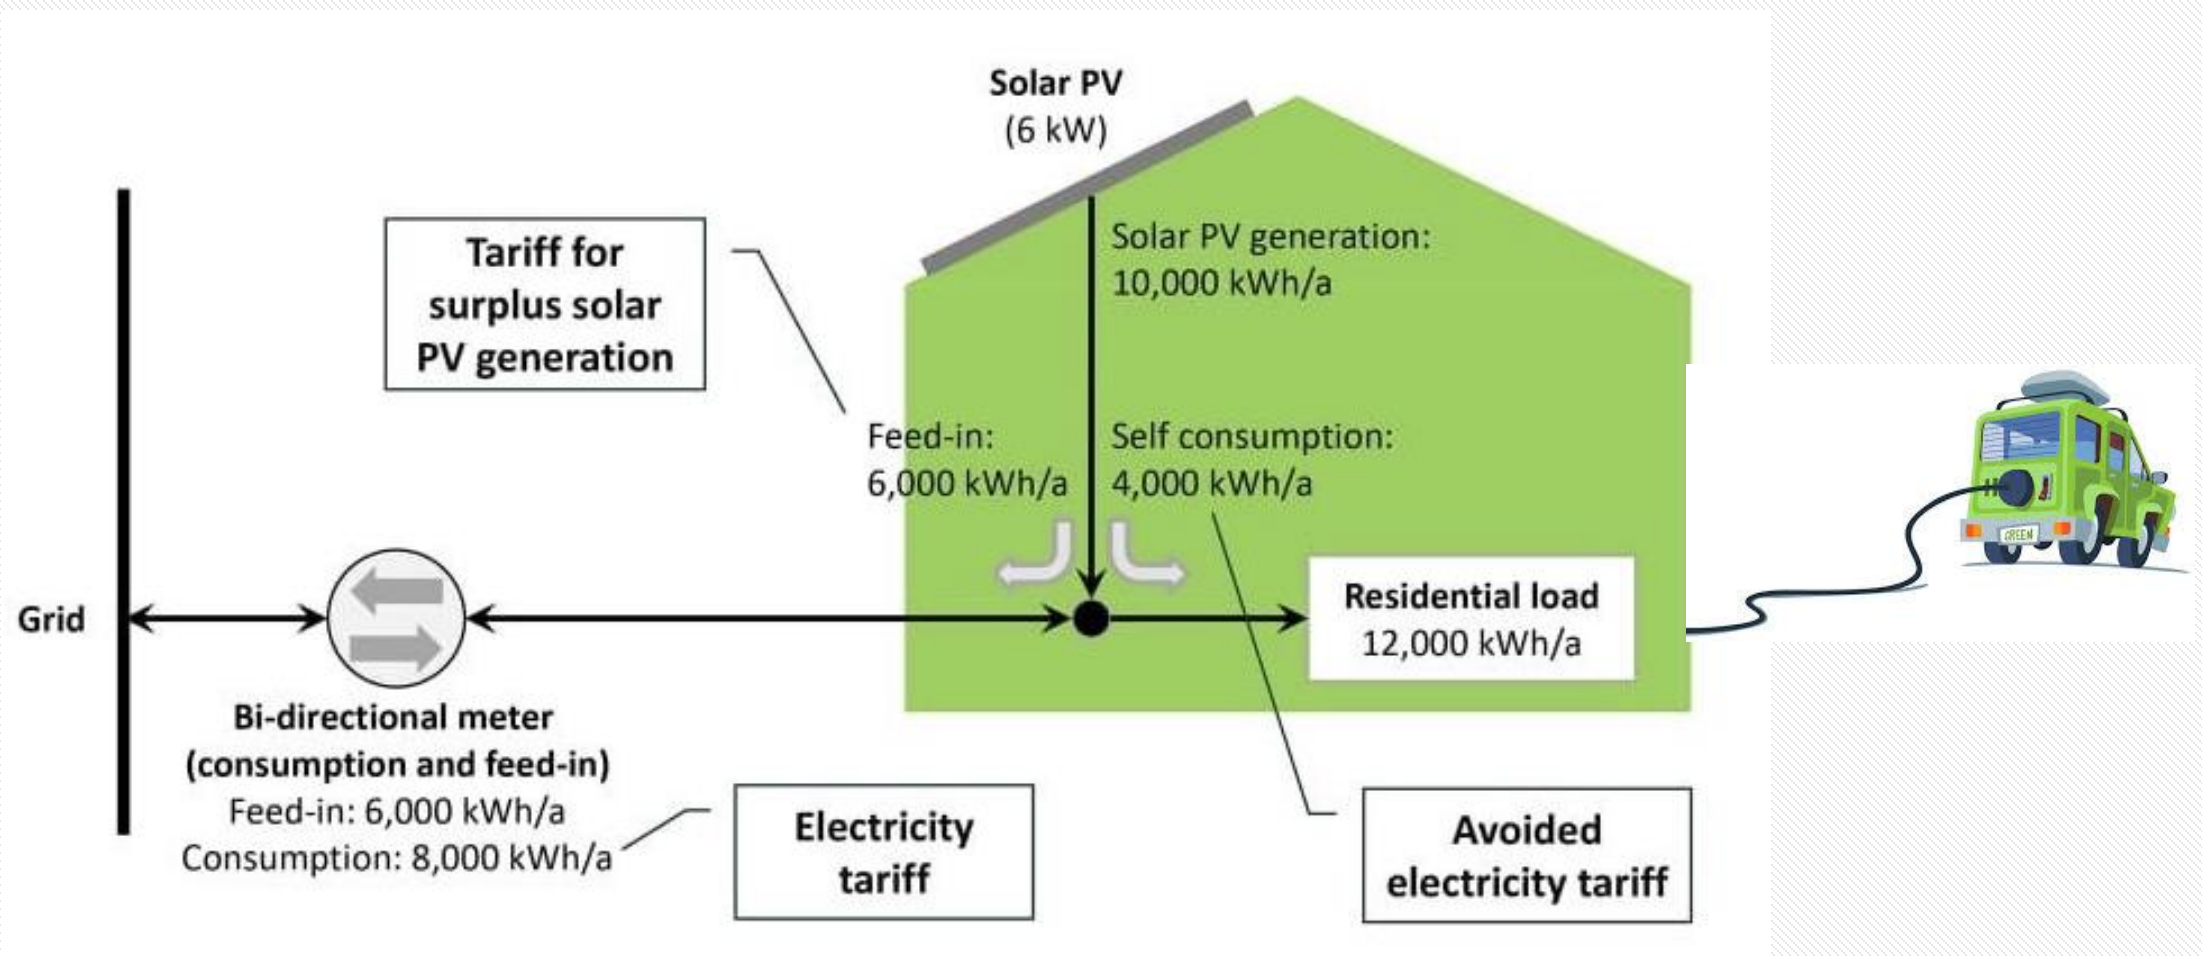 Solar PV
(6 kW)
Tariff for
surplus solar
PV generation
Solar PV generation:
10,000 kWh/a
Feed-in:
6,000 kWh/a
Self consumption:
4,000 kWh/a
Grid
Residential load
12,000 kWh/a
GREEN
Bi-directional meter
(consumption and feed-in)
Feed-in: 6,000 kWh/a
Consumption: 8,000 kWh/a
Electricity
tariff
Avoided
electricity tariff